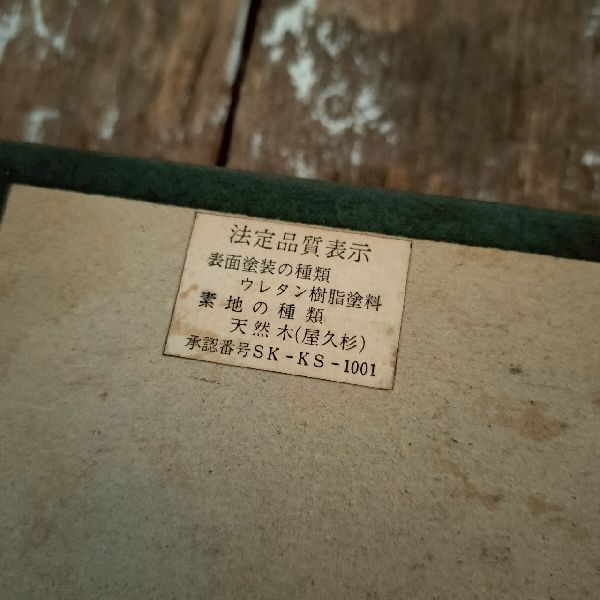 法定品質表示
表面塗装の種類
ウレタン樹脂塗料
素地の種類
天然木(屋久杉)
承認番号SK-KS-1001